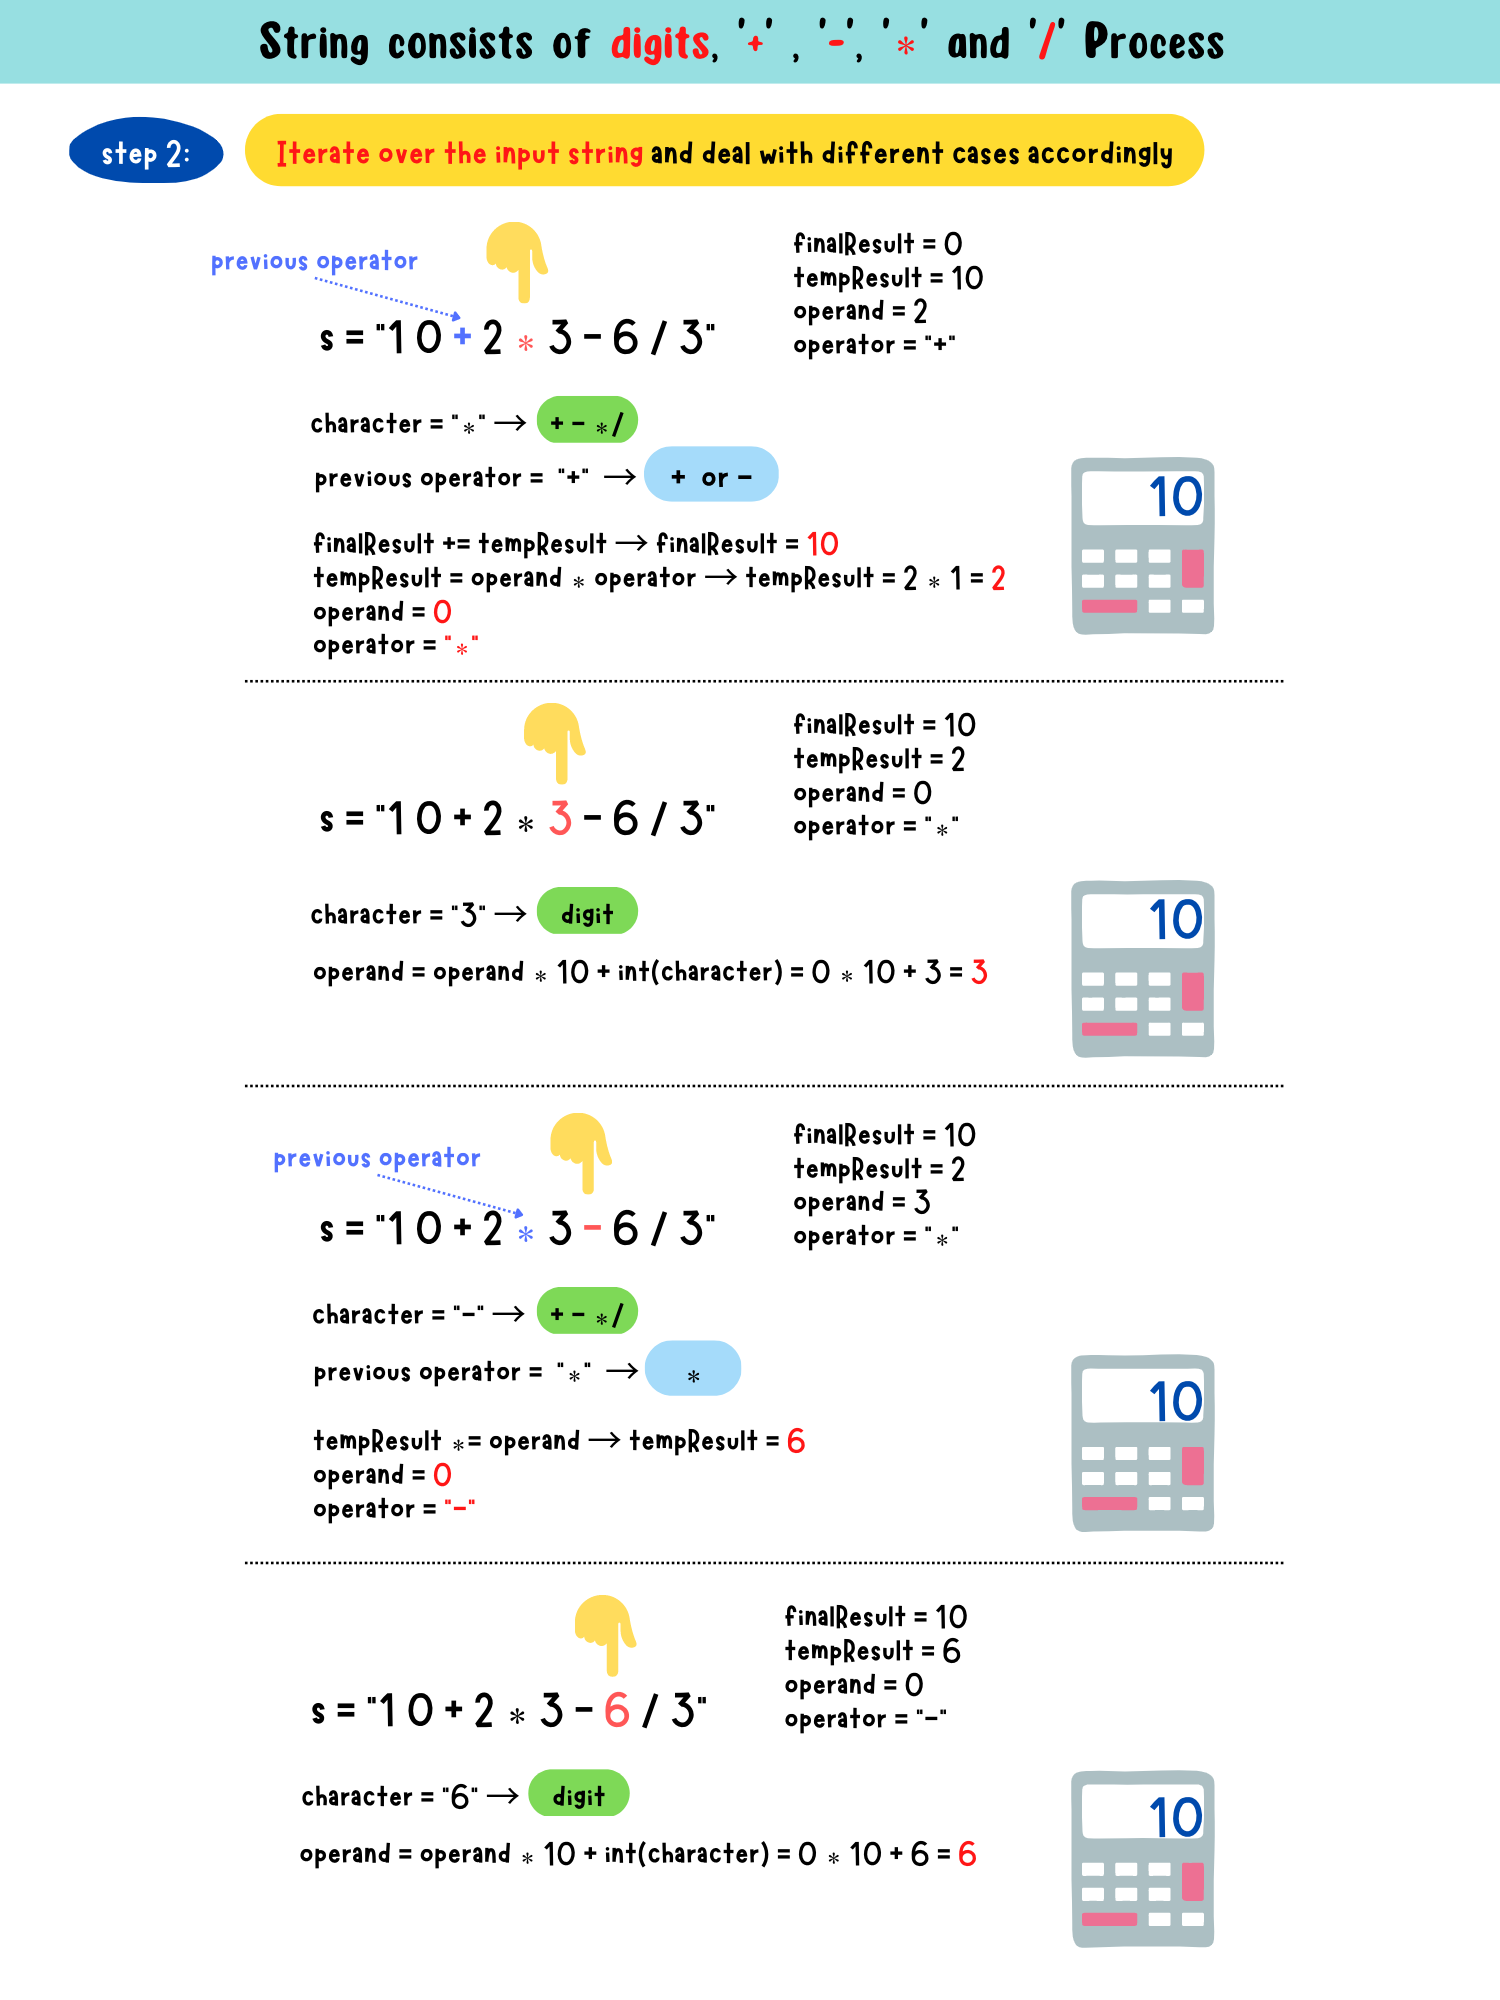 String consists of digits, '+' , '-', '*' and '/' Process
step 2:
Iterate over the input string and deal with different cases accordingly
previous operator
s = "10 + 2 * 3 - 6 / 3"
finalResult = 0
tempResult = 10
operand = 2
operator = "+"
character = "*" → + - * /
previous operator = "+" → + or -
finalResult += tempResult → finalResult = 10
tempResult = operand * operator → tempResult = 2 * 1 = 2
operand = 0
operator = "*"
10
s = "10 + 2 * 3 - 6 / 3"
finalResult = 10
tempResult = 2
operand = 0
operator = "*"
character = "3" → digit
operand = operand * 10 + int(character) = 0 * 10 + 3 = 3
10
previous operator
s = "10 + 2 * 3 - 6 / 3"
finalResult = 10
tempResult = 2
operand = 3
operator = "*"
character = "-" → + - * /
previous operator = "*" → *
tempResult *= operand → tempResult = 6
operand = 0
operator = "-"
10
s = "10 + 2 * 3 - 6 / 3"
finalResult = 10
tempResult = 6
operand = 0
operator = "-"
character = "6" → digit
operand = operand * 10 + int(character) = 0 * 10 + 6 = 6
10